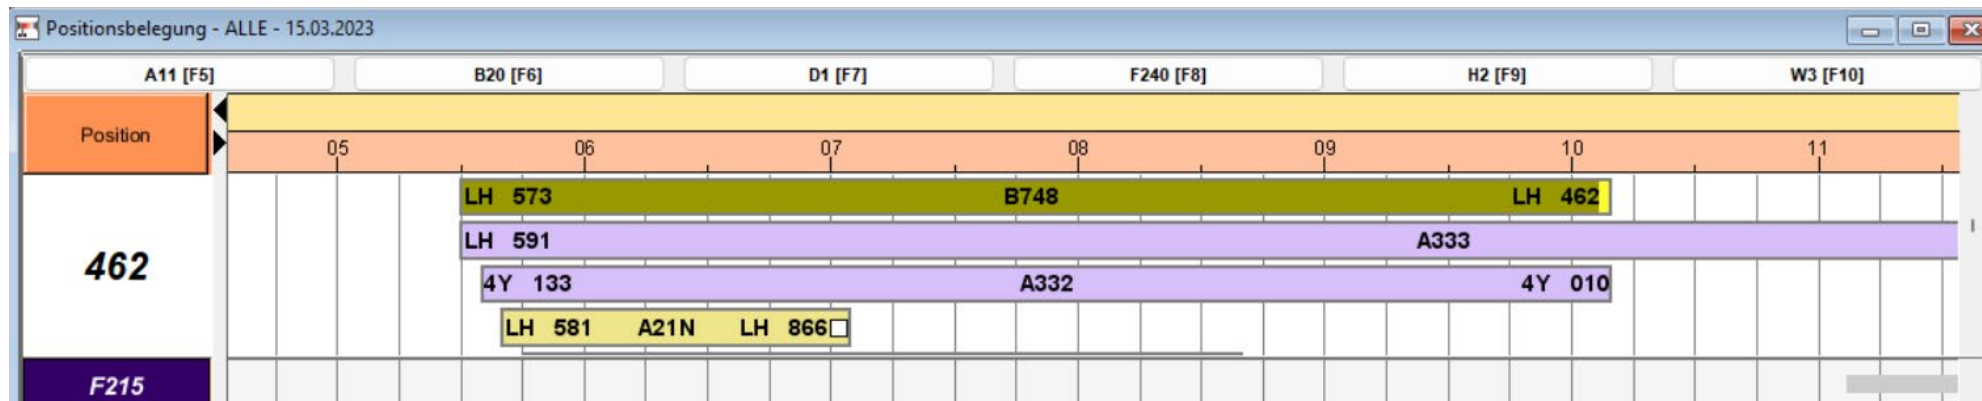 Positionsbelegung - ALLE - 15.03.2023
A11 [F5] B20 [F6] D1 [F7] F240 [F8] H2 [F9] W3 [F10]
Position
05 06 07 08 09 10 11
LH 573 B748 LH 462
LH 591 A333
462
4Y 133 A332 4Y 010
LH 581 A21N LH 866
F215